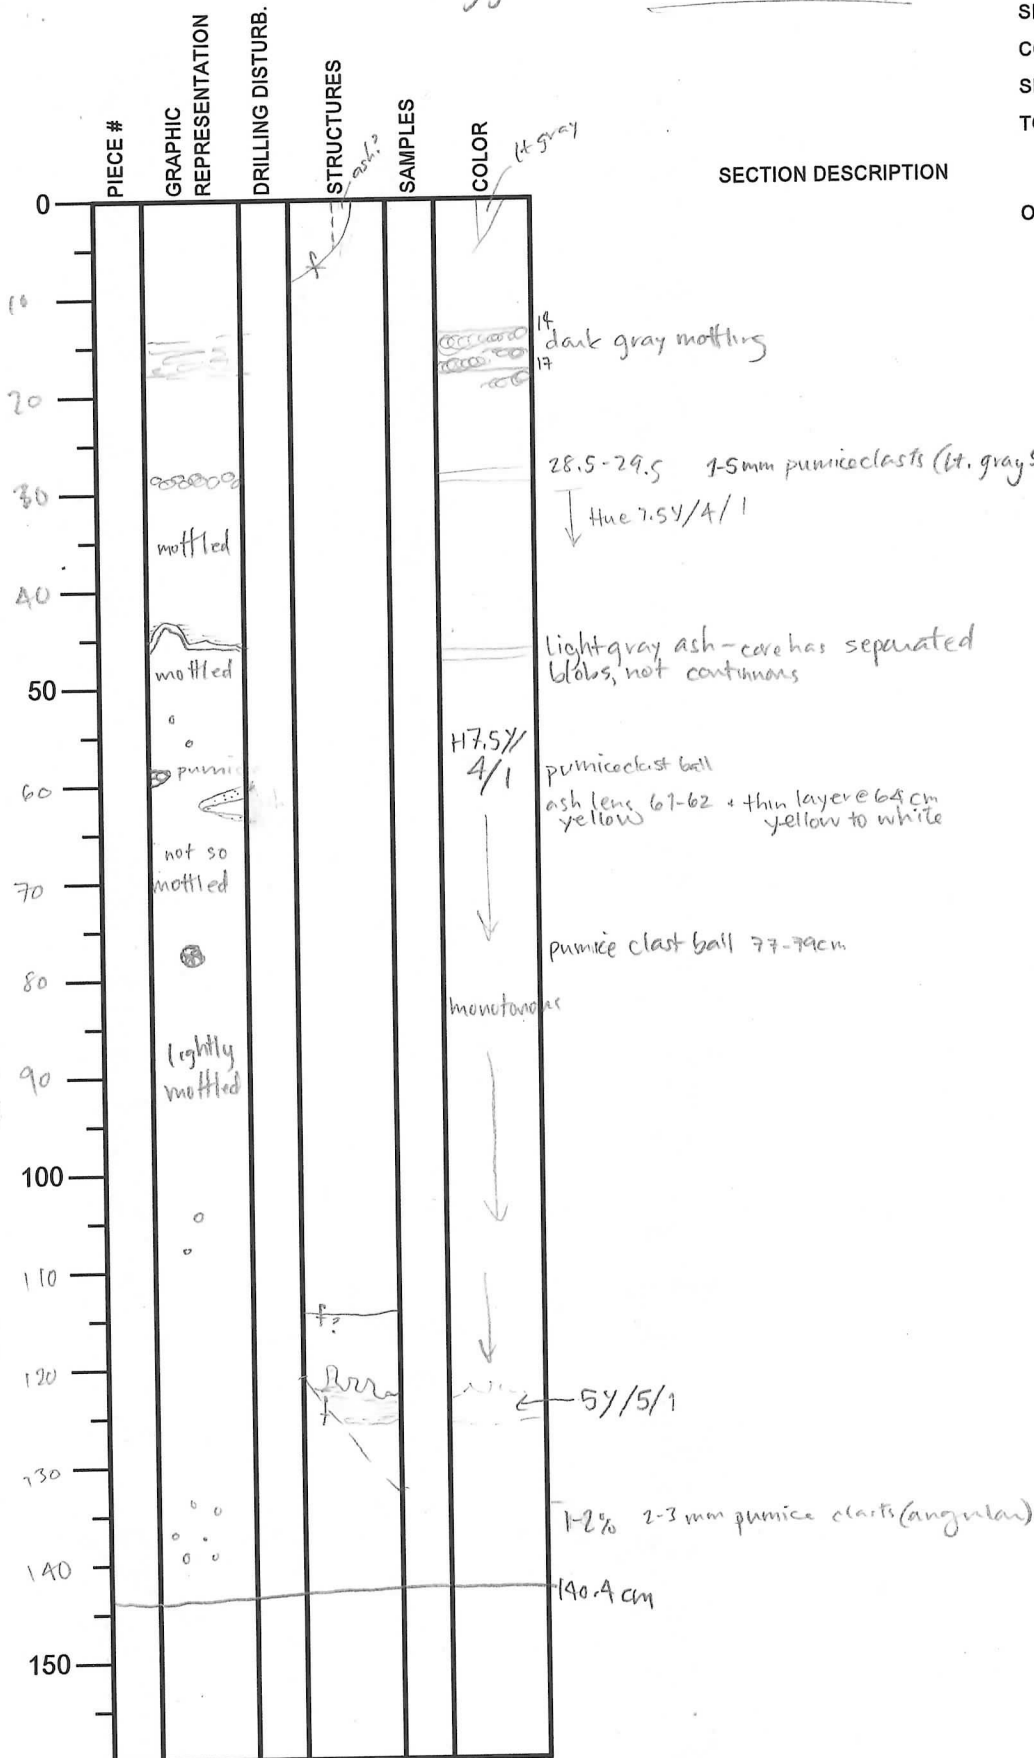 PIECE #
GRAPHIC
REPRESENTATION
DRILLING DISTURB.
STRUCTURES
SAMPLES
COLOR
ash?
lt gray
SECTION DESCRIPTION
0
f
10
14
dark gray mottling
17
20
28.5-29.5 1-5mm pumiceclasts (lt. gray
30
Hue 7.5Y/4/1
mottled
40
light gray ash - core has separated
blobs, not continuous
mottled
50
H7.5Y/
4/1
pumi
pumiceclast ball
60
ash lens 61-62 + thin layer @ 64 cm
yellow yellow to white
not so
mottled
70
pumice clast ball 77-79cm
80
monotonous
lightly
mottled
90
100
110
f?
120
5Y/5/1
f
130
1-2% 2-3 mm pumice clasts (angular)
140
140.4 cm
150